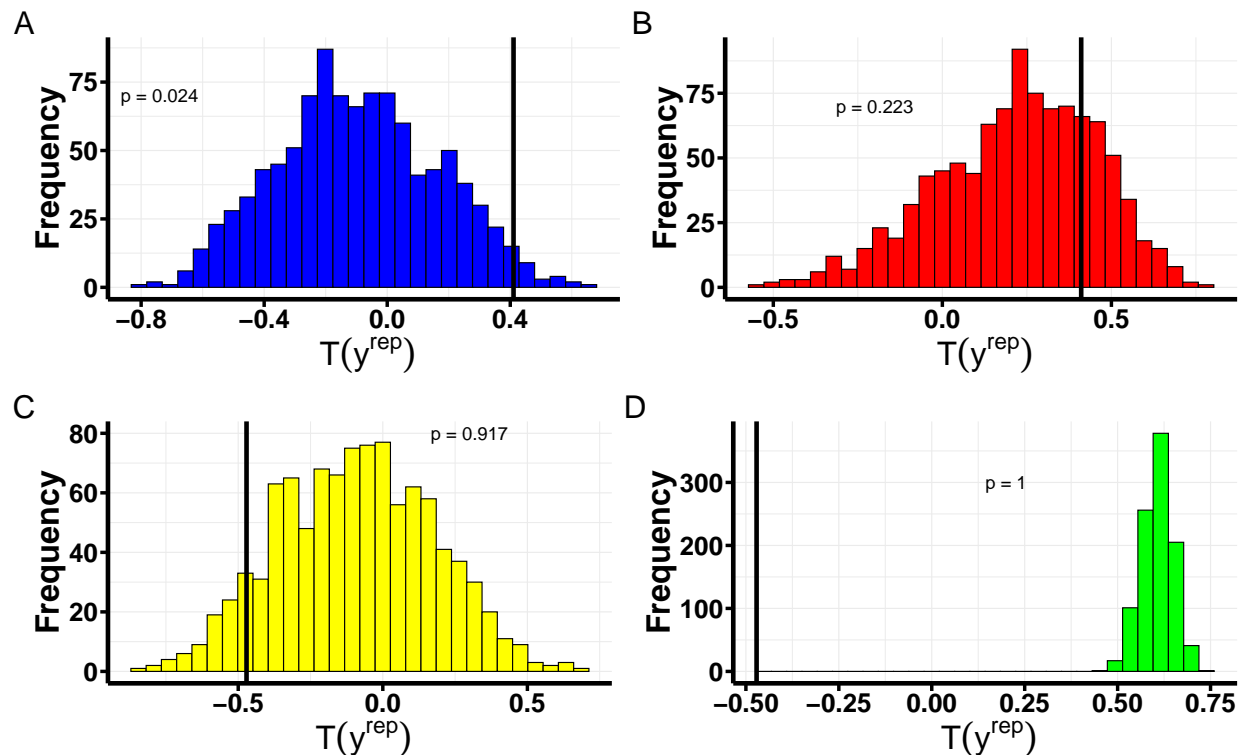 A
Frequency
75
50
25
0
p = 0.024
−0.8
−0.4
0.0
0.4
T(y^rep)
B
Frequency
75
50
25
0
p = 0.223
−0.5
0.0
0.5
T(y^rep)
C
Frequency
80
60
40
20
0
p = 0.917
−0.5
0.0
0.5
T(y^rep)
D
Frequency
300
200
100
0
p = 1
−0.50
−0.25
0.00
0.25
0.50
0.75
T(y^rep)